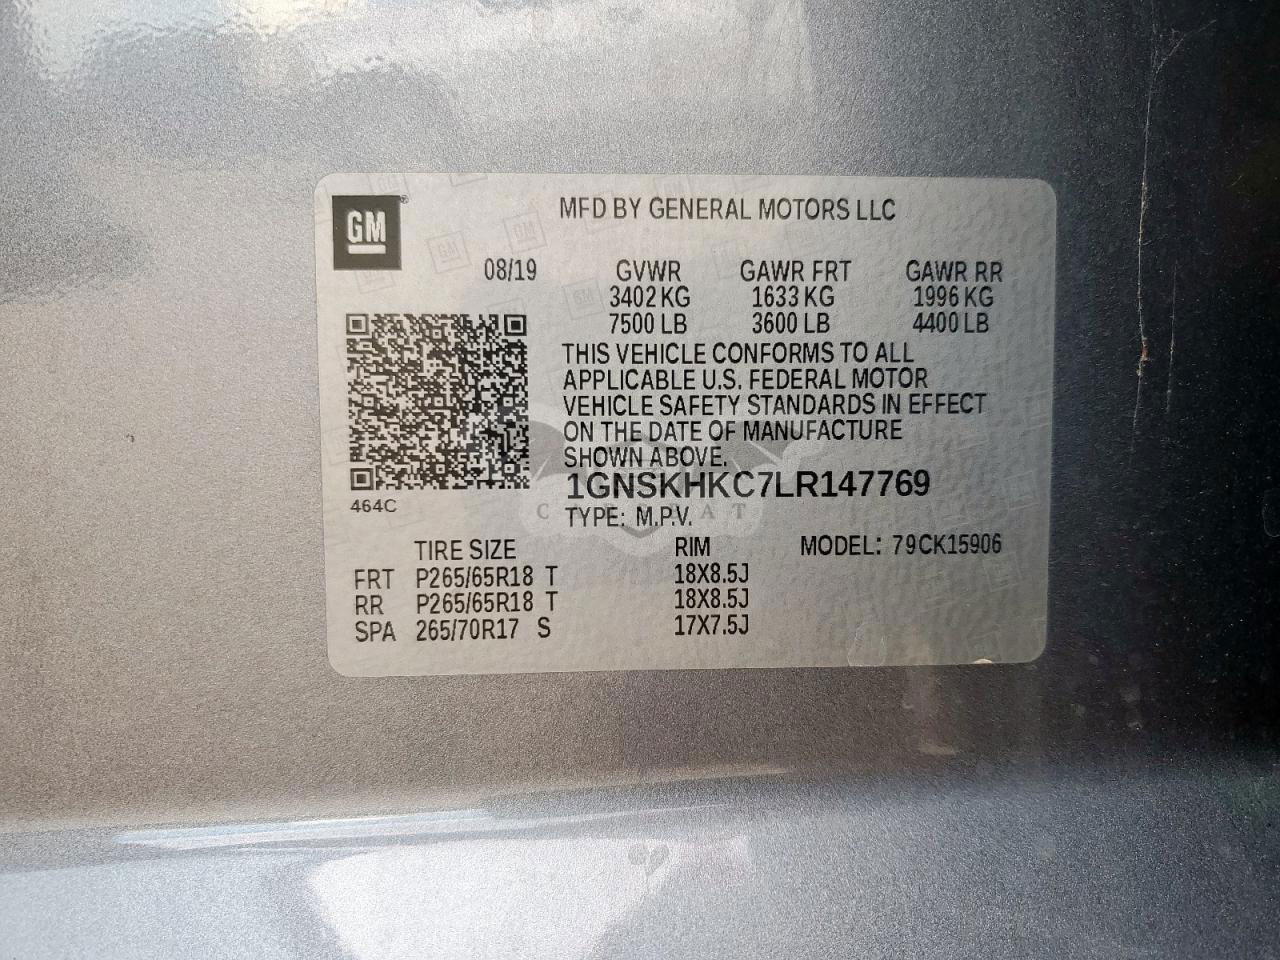 GM
MFD BY GENERAL MOTORS LLC
08/19 GVWR GAWR FRT GAWR RR
3402 KG 1633 KG 1996 KG
7500 LB 3600 LB 4400 LB
THIS VEHICLE CONFORMS TO ALL
APPLICABLE U.S. FEDERAL MOTOR
VEHICLE SAFETY STANDARDS IN EFFECT
ON THE DATE OF MANUFACTURE
SHOWN ABOVE.
1GNSKHKC7LR147769
464C
TYPE: M.P.V.
TIRE SIZE RIM MODEL: 79CK15906
FRT P265/65R18 T 18X8.5J
RR P265/65R18 T 18X8.5J
SPA 265/70R17 S 17X7.5J